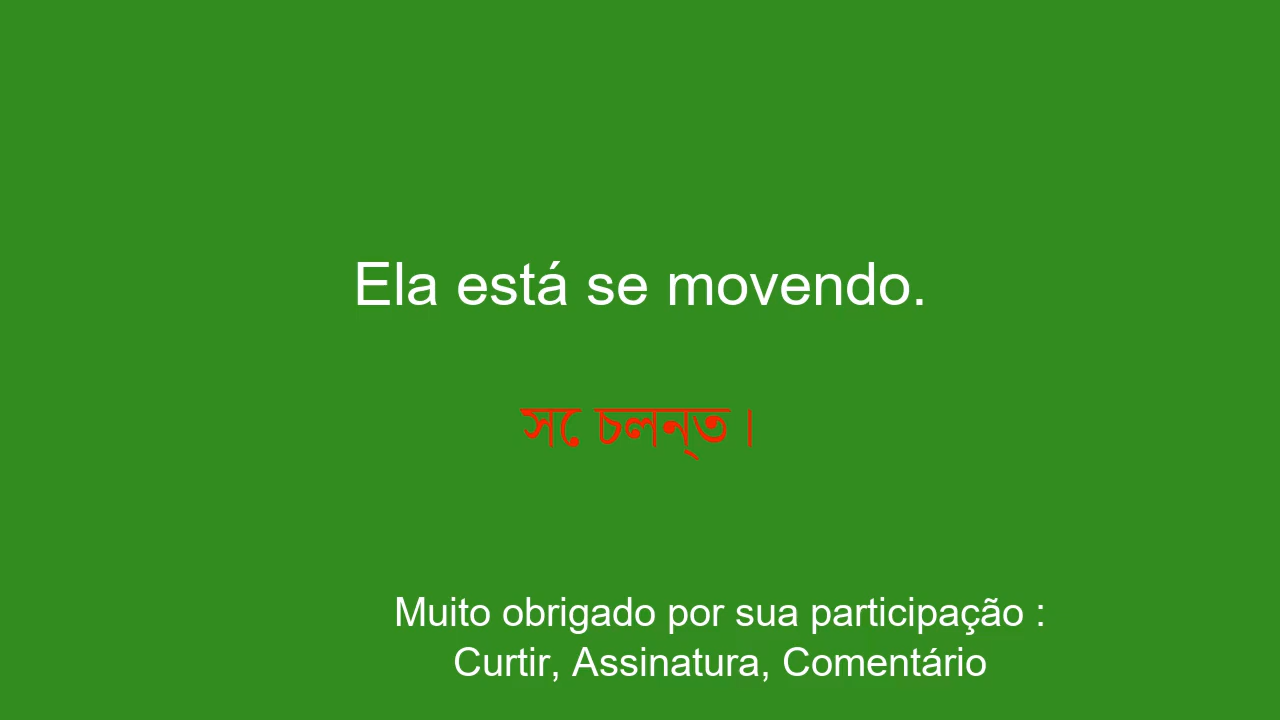 Ela está se movendo.
সে চলন্ত।
Muito obrigado por sua participação :
Curtir, Assinatura, Comentário